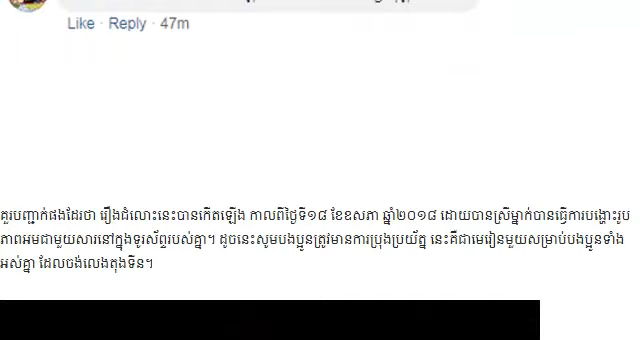 Like · Reply · 47m
គួរបញ្ជាក់ផងដែរថា រឿងជំលោះនេះបានកើតឡើង កាលពីថ្ងៃទី១៨ ខែឧសភា ឆ្នាំ២០១៨ ដោយបានស្រីម្នាក់បានធ្វើការបង្ហោះរូប
ភាពអមជាមួយសារនៅក្នុងទូរស័ព្ទរបស់គ្នា។ ដូចនេះសូមបងប្អូនត្រូវមានការប្រុងប្រយ័ត្ន នេះគឺជាមេរៀនមួយសម្រាប់បងប្អូនទាំង
អស់គ្នា ដែលចង់លេងតុងទីន។